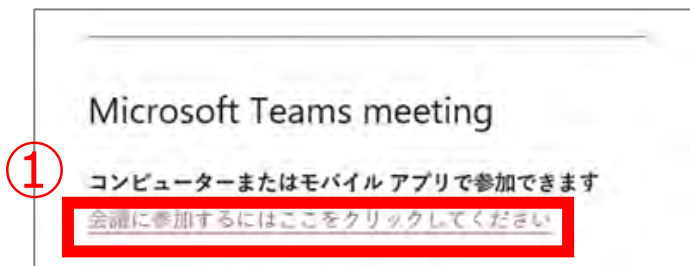 Microsoft Teams meeting
①
コンピューターまたはモバイル アプリで参加できます
会議に参加するにはここをクリックしてください